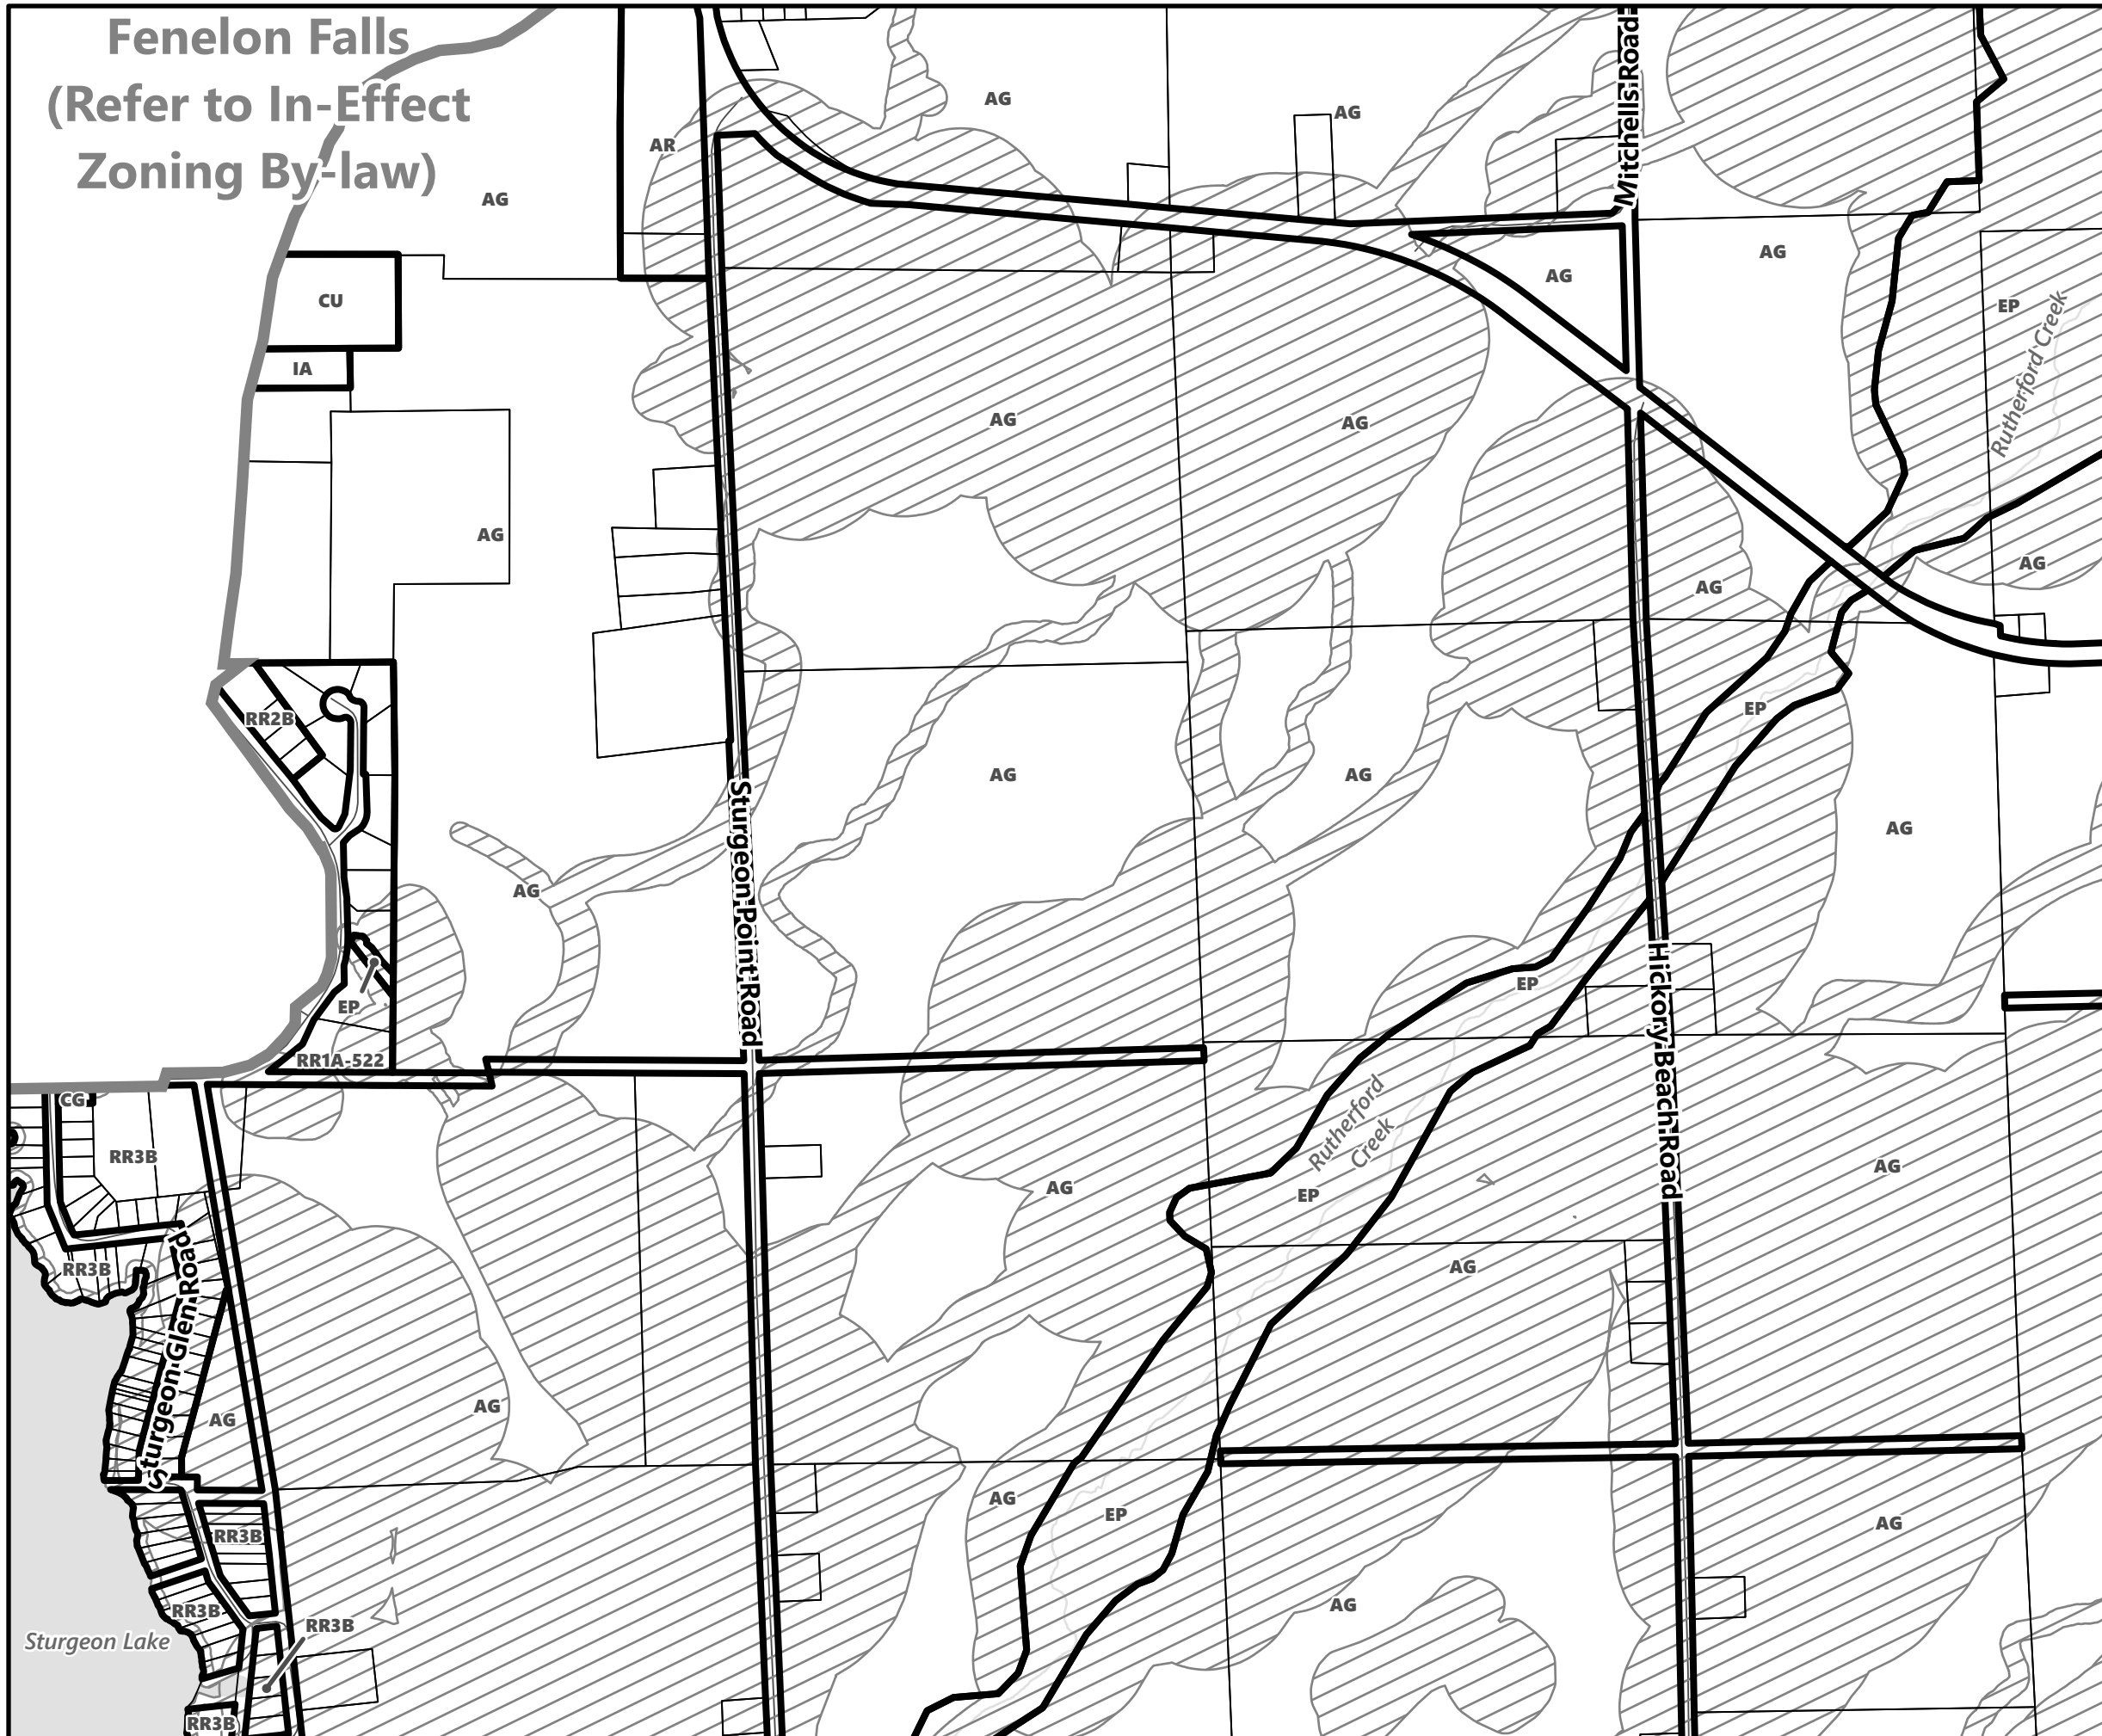 Fenelon Falls
(Refer to In-Effect
Zoning By-law)
AG
AG
AR
AG
Mitchells Road
AG
AG
CU
EP
IA
Rutherford Creek
AG
AG
AG
AG
AG
RR2B
EP
AG
AG
Sturgeon Point Road
AG
AG
EP
EP
Hickory Beach Road
RR1A-522
CG
RR3B
Rutherford
Creek
AG
AG
EP
RR3B
AG
Sturgeon Glen Road
AG
AG
AG
EP
AG
RR3B
RR3B
AG
RR3B
Sturgeon Lake
RR3B